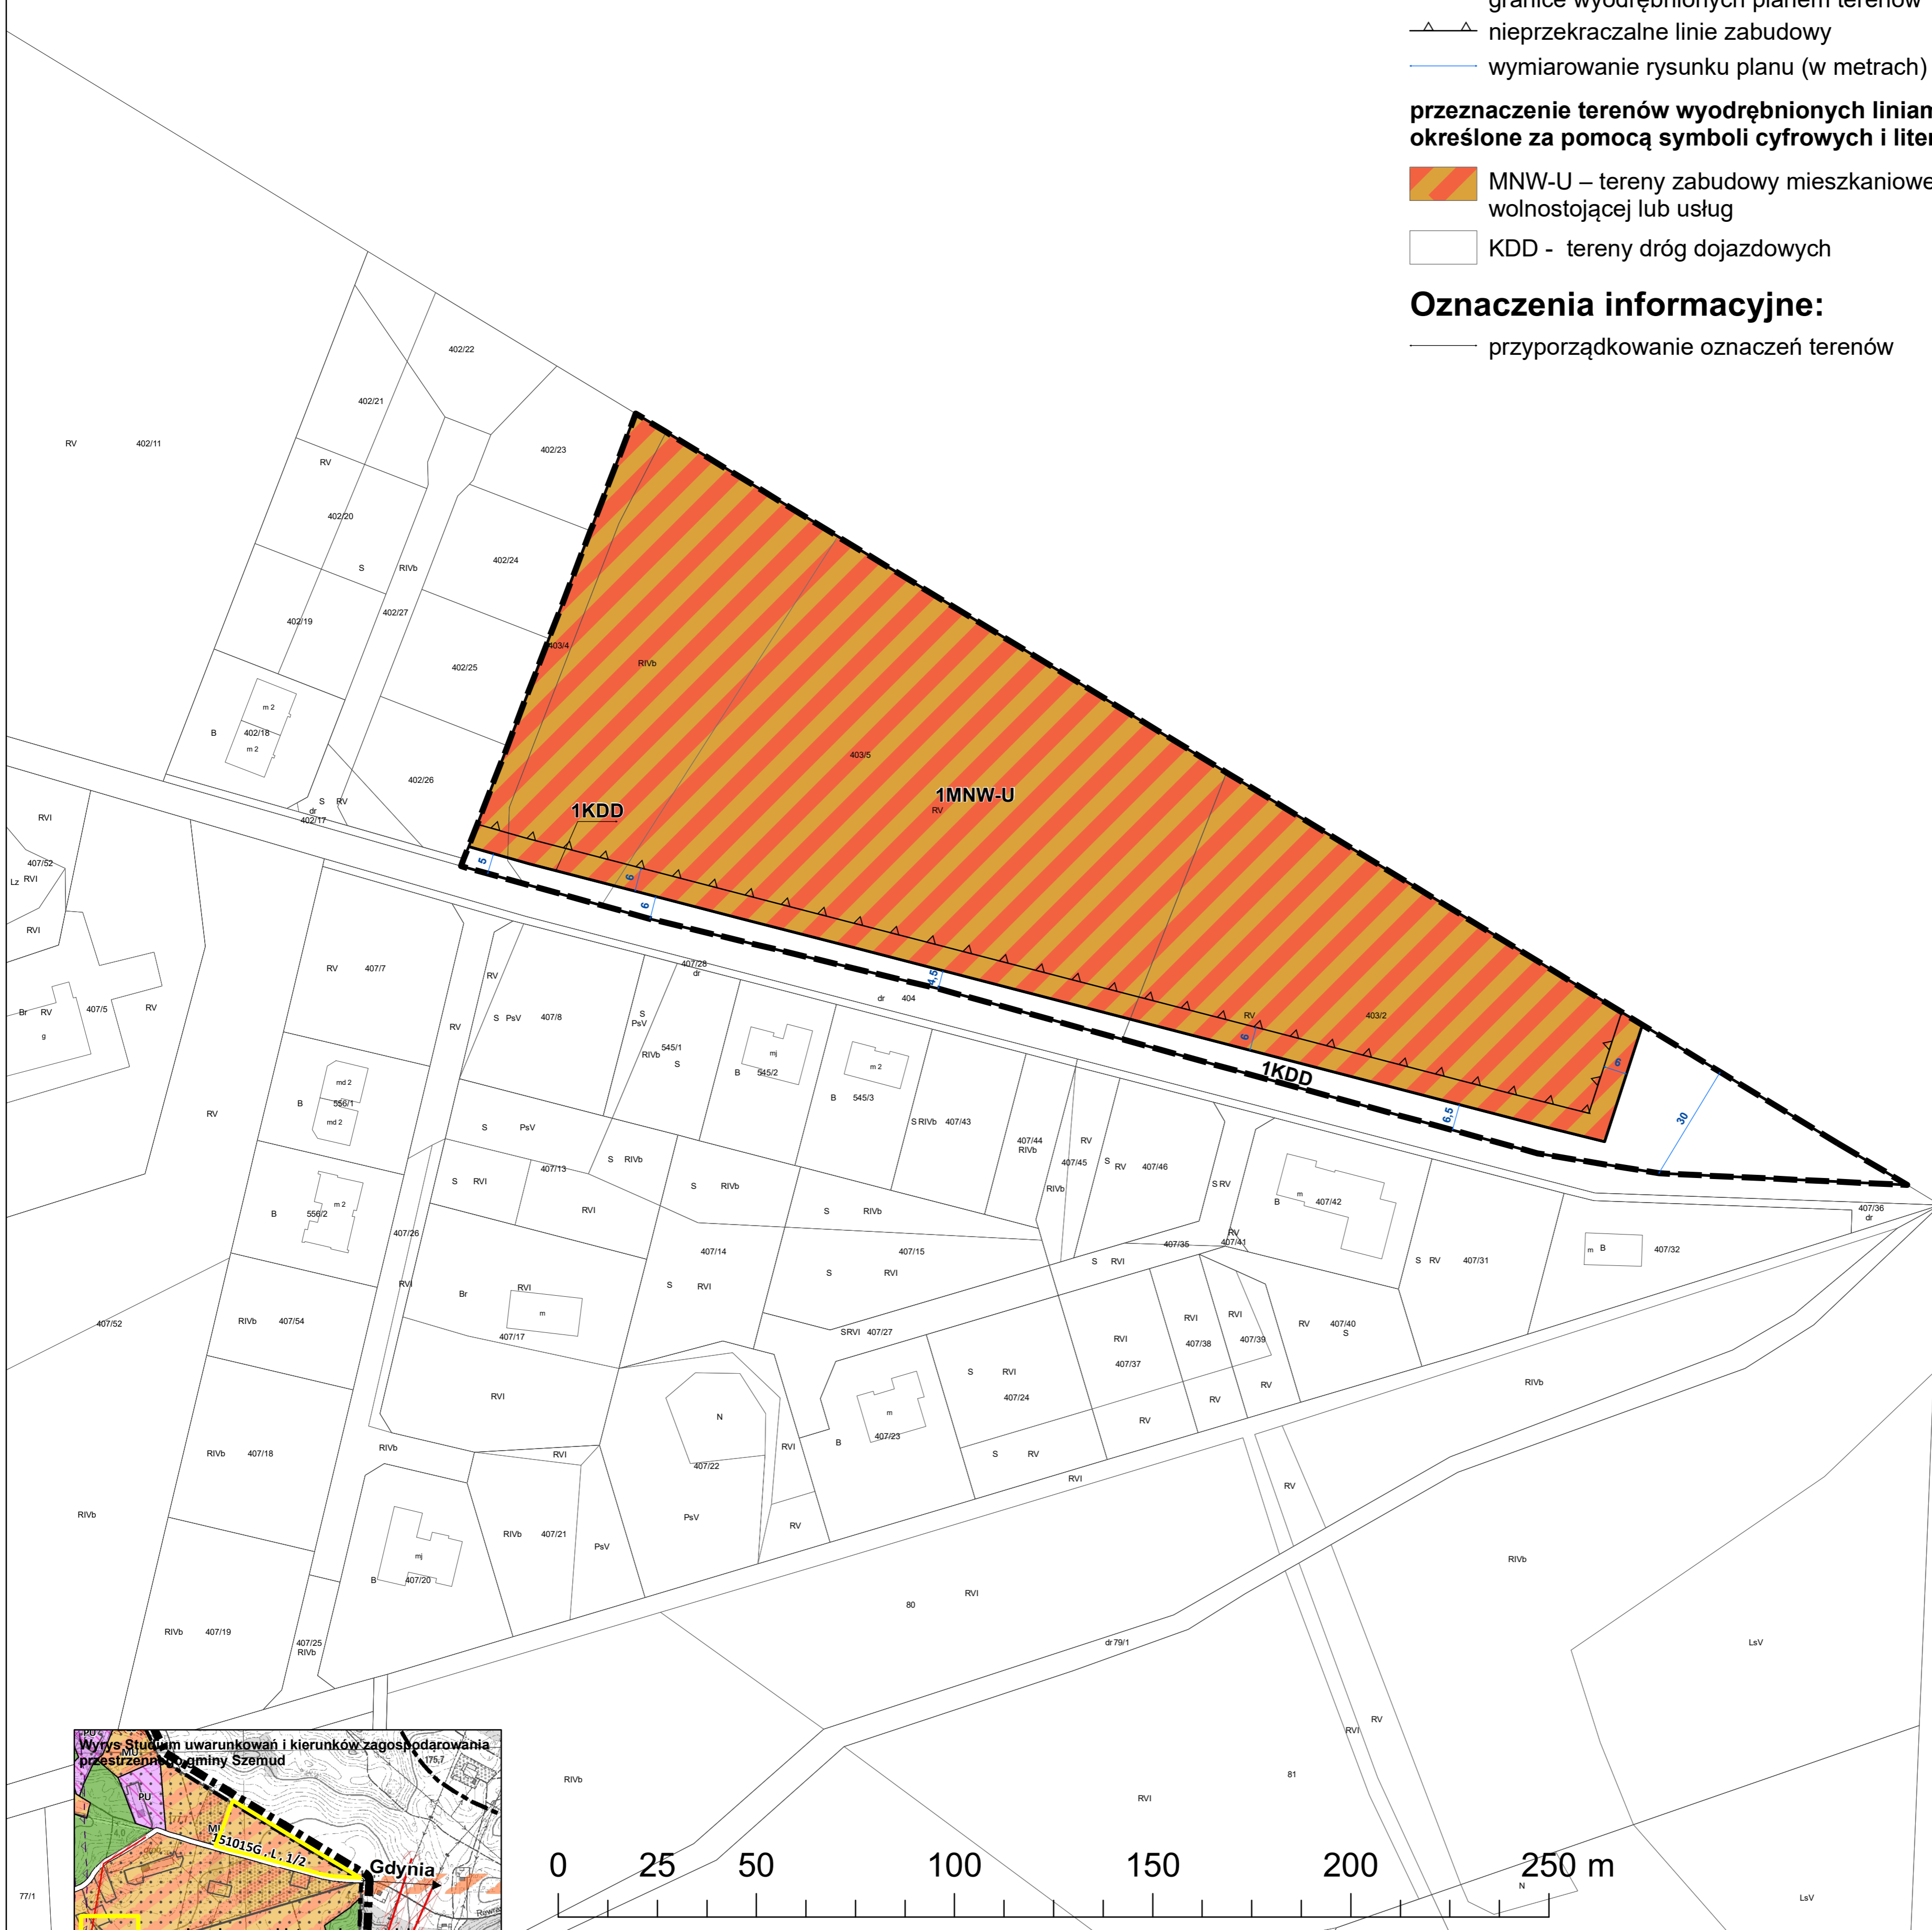 granice wyodrębnionych planem terenów
nieprzekraczalne linie zabudowy
wymiarowanie rysunku planu (w metrach)
przeznaczenie terenów wyodrębnionych liniam
określone za pomocą symboli cyfrowych i liter
MNW-U – tereny zabudowy mieszkaniowe
wolnostojącej lub usług
KDD - tereny dróg dojazdowych
Oznaczenia informacyjne:
przyporządkowanie oznaczeń terenów
402/22
402/21
RV 402/11
402/23
RV
402/20
402/24
S RIVb
402/27
402/19
403/4
RIVb
402/25
m 2
B 402/18
m 2
403/5
402/26
1MNW-U
RV
S RV
dr
402/17
1KDD
RVI
407/52
Lz RVI
5
6
6
RVI
RV 407/7
RV
407/28
dr
4,5
dr 404
Br RV 407/5 RV
g
RV
S PsV 407/8
S
PsV
RIVb 545/1
S
mj
B 545/2
m 2
B 545/3
RV
403/2
6
6
1KDD
md 2
B 556/1
md 2
RV
S PsV
S RIVb 407/43
407/44
RIVb
RV
407/45
S RV 407/46
6,5
30
407/13
S RIVb
S RVI
S RIVb
RIVb
S RV
m
B 407/42
m 2
B 556/2
RVI
S RIVb
407/26
407/14
407/15
407/35
RV
407/41
407/36
dr
m B 407/32
S RV 407/31
RVI
Br RVI
S RVI
S RVI
S RVI
m
407/17
407/52
RIVb 407/54
SRVI 407/27
RVI
407/38
RVI
407/39
RV 407/40
S
RVI
407/37
S RVI
407/24
RIVb
RVI
RV
RV
RV
N
m
B 407/23
RVI
407/22
S RV
RVI
RIVb 407/18
RIVb
RVI
RV
RIVb
RIVb 407/21
PsV
PsV
RV
mj
B 407/20
RIVb
80
RVI
RIVb 407/19
407/25
RIVb
dr 79/1
LsV
RV
RVI
Wyrys Studium uwarunkowań i kierunków zagospodarowania
przestrzennego gminy Szemud
PU
MU
175,7
PU
RIVb
81
RVI
151015G , L , 1/2
Gdynia
0 25 50 100 150 200 250 m
N
77/1
LsV